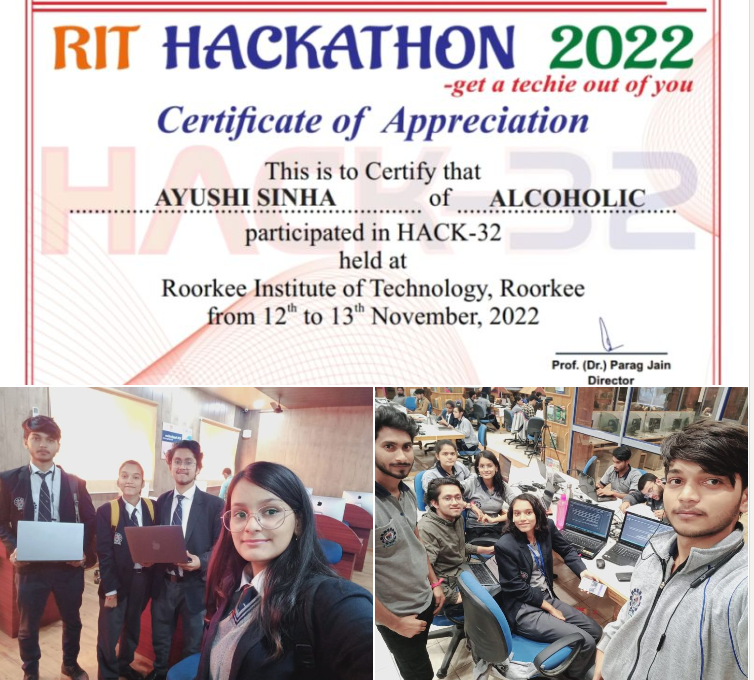 RIT HACKATHON 2022
-get a techie out of you
Certificate of Appreciation
This is to Certify that
AYUSHI SINHA of ALCOHOLIC
participated in HACK-32
held at
Roorkee Institute of Technology, Roorkee
from 12th to 13th November, 2022
HACK-32
Prof. (Dr.) Parag Jain
Director